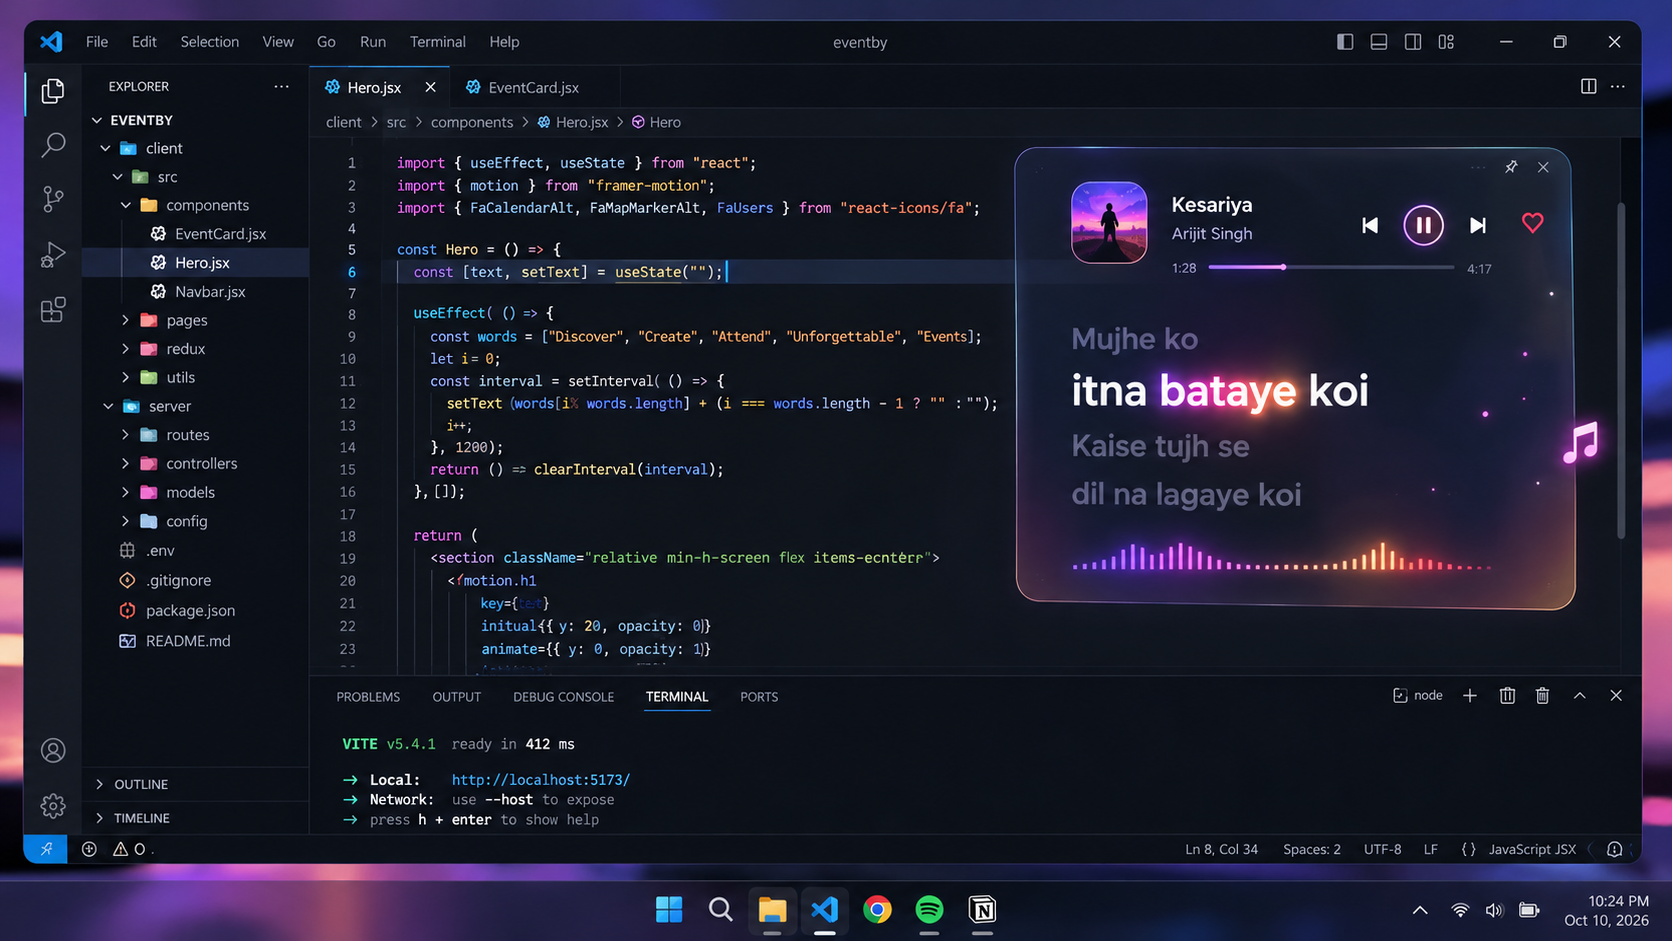 File Edit Selection View Go Run Terminal Help
eventby
EXPLORER
EVENTBY
client
src
components
EventCard.jsx
Hero.jsx
Navbar.jsx
pages
redux
utils
server
routes
controllers
models
config
.env
.gitignore
package.json
README.md
OUTLINE
TIMELINE
Hero.jsx
EventCard.jsx
client > src > components > Hero.jsx > Hero
1 import { useEffect, useState } from "react";
2 import { motion } from "framer-motion";
3 import { FaCalendarAlt, FaMapMarkerAlt, FaUsers } from "react-icons/fa";
4
5 const Hero = () => {
6 const [text, setText] = useState("");
7
8 useEffect( () => {
9 const words = ["Discover", "Create", "Attend", "Unforgettable", "Events];
10 let i = 0;
11 const interval = setInterval( () => {
12 setText (words[i% words.length] + (i === words.length - 1 ? "" : "");
13 i++;
14 }, 1200);
15 return () => clearInterval(interval);
16 }, []);
17
18 return (
19 <section className="relative min-h-screen flex items-ecnterr">
20 <motion.h1
21 key={text}
22 initual{{ y: 20, opacity: 0}}
23 animate={{ y: 0, opacity: 1}}
Kesariya
Arijit Singh
1:28
4:17
Mujhe ko
itna bataye koi
Kaise tujh se
dil na lagaye koi
PROBLEMS OUTPUT DEBUG CONSOLE TERMINAL PORTS
node
VITE v5.4.1 ready in 412 ms
→ Local: http://localhost:5173/
→ Network: use --host to expose
→ press h + enter to show help
0
Ln 8, Col 34 Spaces: 2 UTF-8 LF {} JavaScript JSX
10:24 PM
Oct 10, 2026